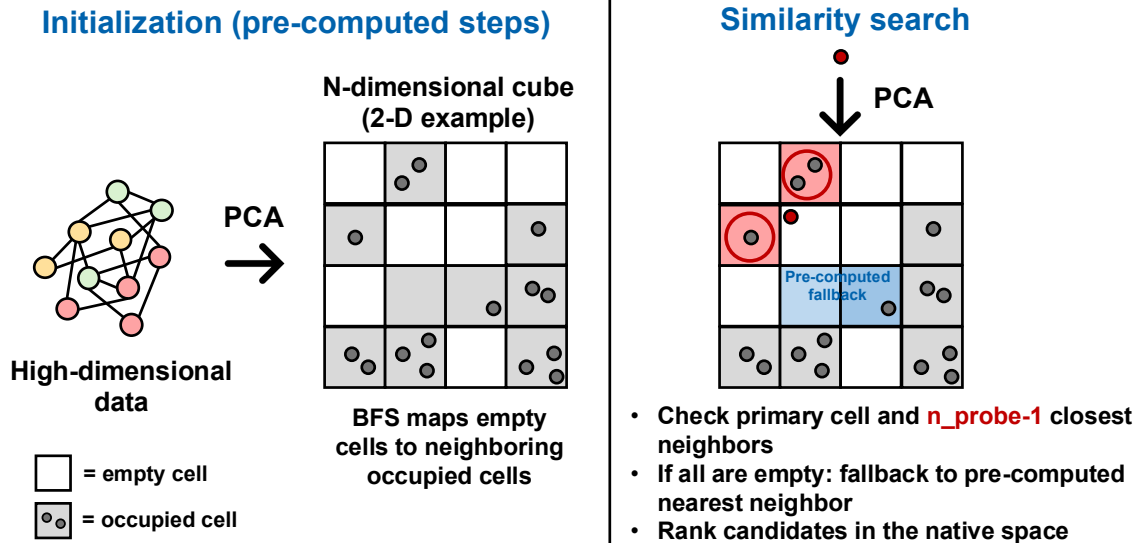 Initialization (pre-computed steps)
N-dimensional cube
(2-D example)
PCA
High-dimensional
data
BFS maps empty
cells to neighboring
occupied cells
= empty cell
= occupied cell
Similarity search
PCA
Pre-computed
fallback
• Check primary cell and n_probe-1 closest
neighbors
• If all are empty: fallback to pre-computed
nearest neighbor
• Rank candidates in the native space